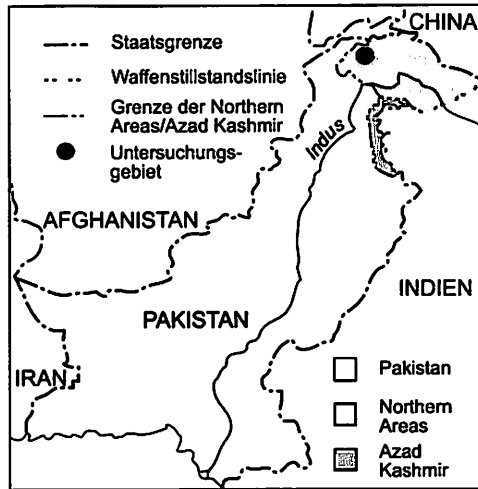 CHINA
Staatsgrenze
Waffenstillstandslinie
Grenze der Northern
Areas/Azad Kashmir
Untersuchungs-
gebiet
Indus
AFGHANISTAN
INDIEN
PAKISTAN
IRAN
Pakistan
Northern
Areas
Azad
Kashmir